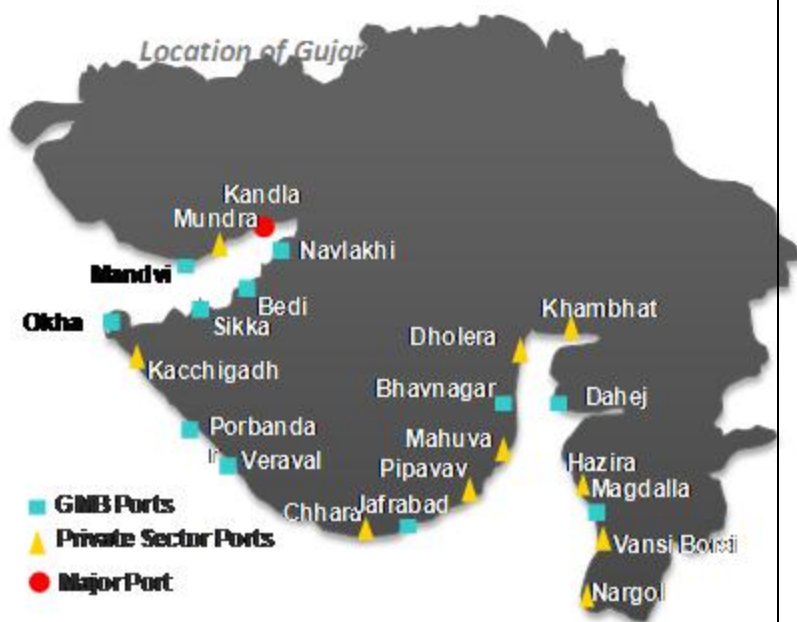 Location of Gujar
Kandla
Mundra
Navlakhi
Mandvi
Bedi
Okha
Sikka
Khambhat
Dholera
Kacchigadh
Bhavnagar
Dahej
Porbanda
r
Mahuva
Veraval
Hazira
Pipavav
Magdalla
GMB Ports
Chhara
Jafrabad
Private Sector Ports
Vansi Borsi
Major Port
Nargol